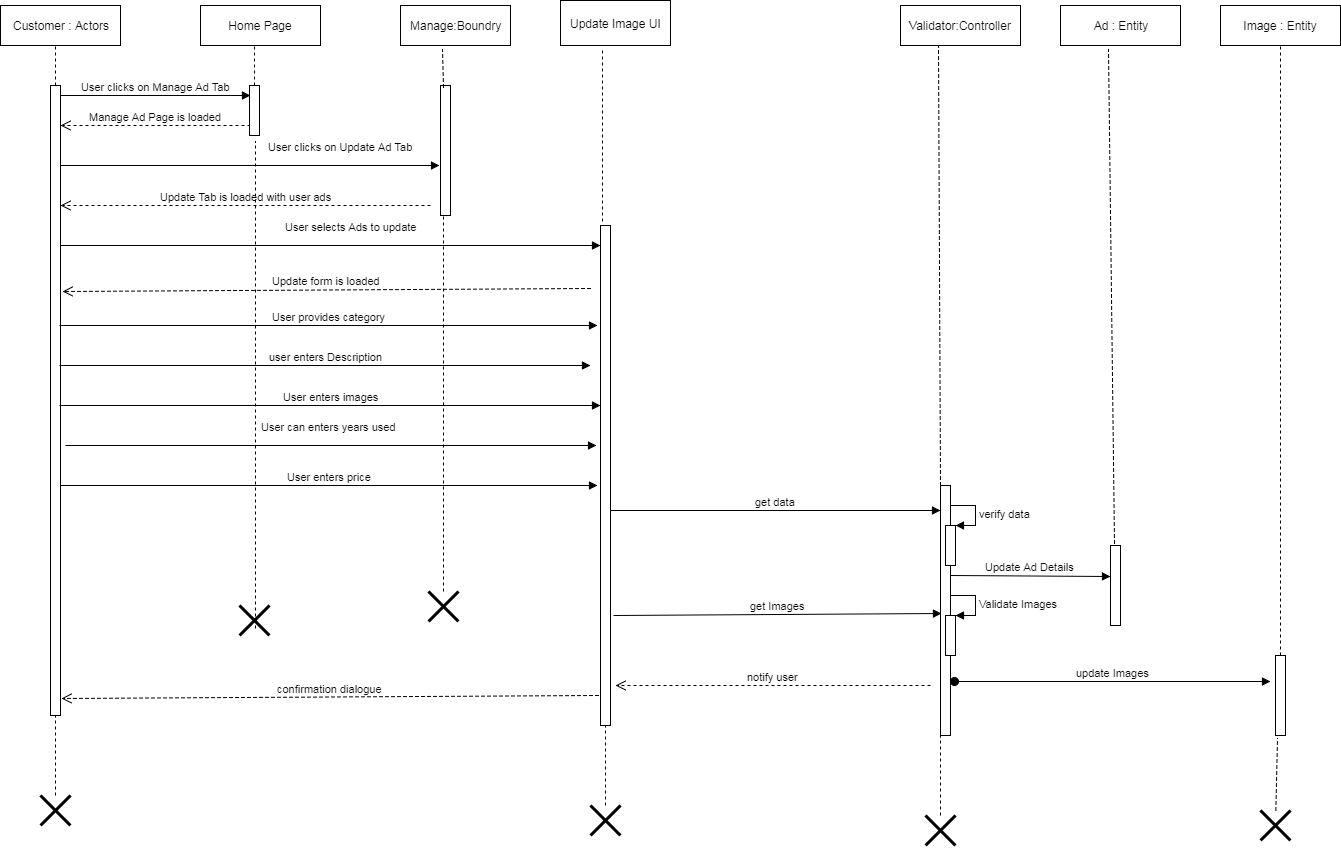 Customer : Actors
Home Page
Manage:Boundry
Update Image UI
Validator:Controller
Ad : Entity
Image : Entity
User clicks on Manage Ad Tab
Manage Ad Page is loaded
User clicks on Update Ad Tab
Update Tab is loaded with user ads
User selects Ads to update
Update form is loaded
User provides category
user enters Description
User enters images
User can enters years used
User enters price
get data
verify data
Update Ad Details
get Images
Validate Images
notify user
update Images
confirmation dialogue